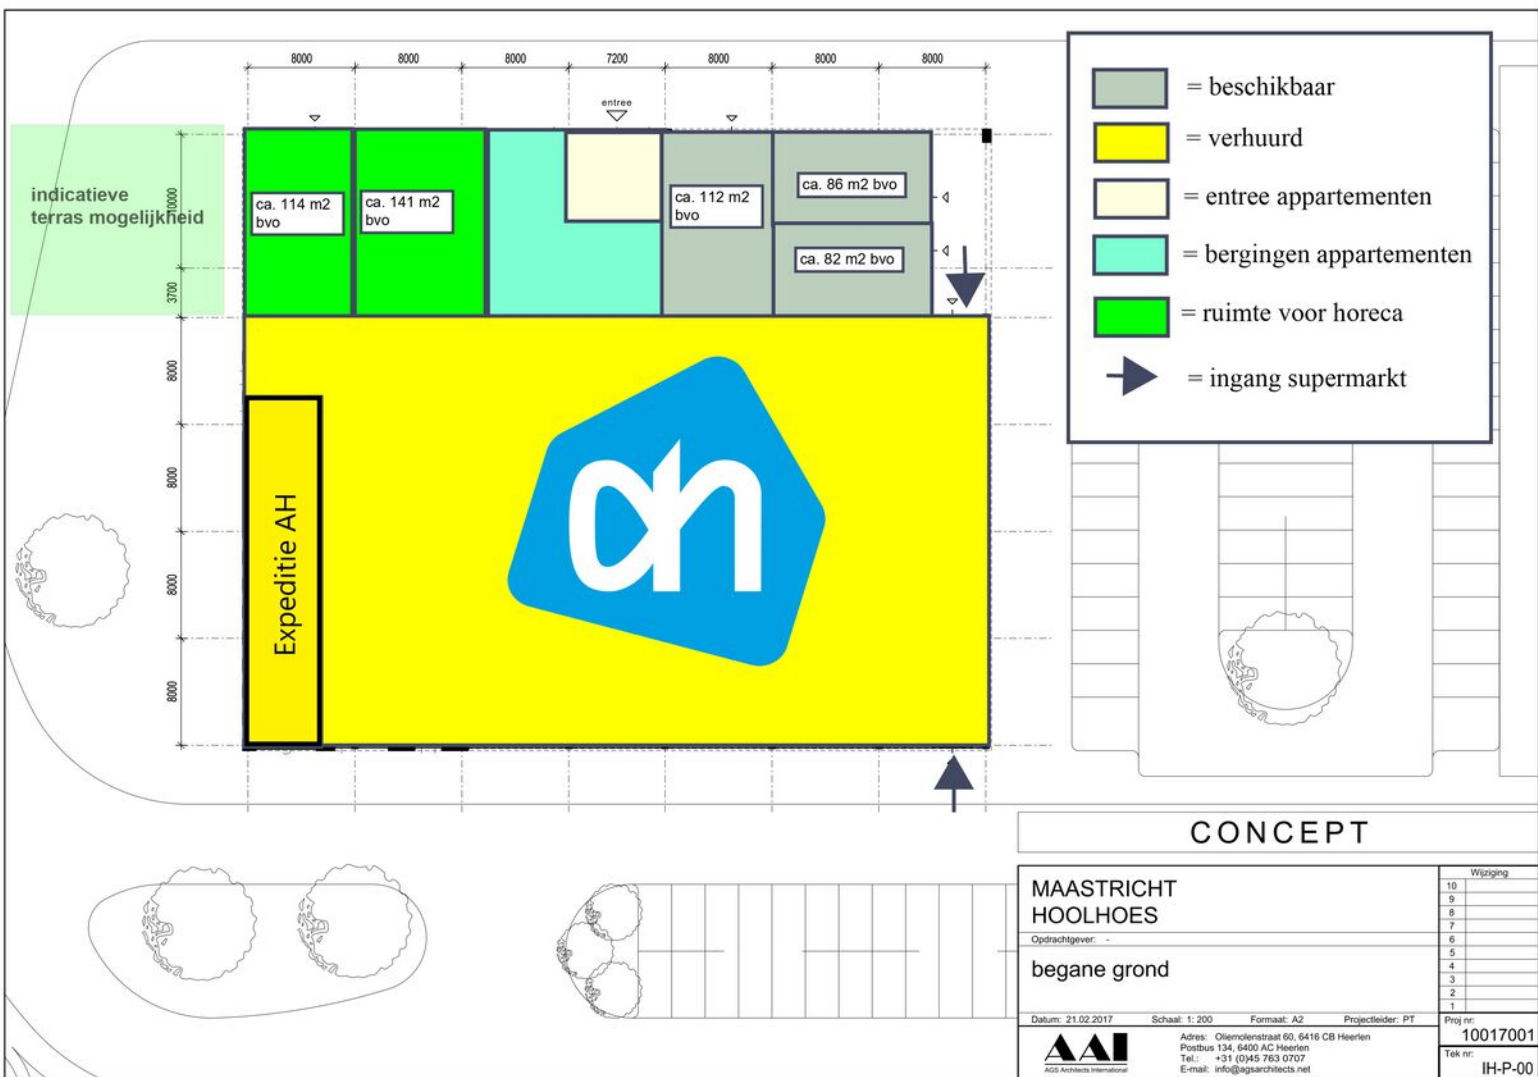 8000
8000
8000
7200
8000
8000
8000
entree
= beschikbaar
= verhuurd
= entree appartementen
= bergingen appartementen
= ruimte voor horeca
= ingang supermarkt
indicatieve
terras mogelijkheid
10000
3700
8000
8000
8000
8000
ca. 114 m2
bvo
ca. 141 m2
bvo
ca. 112 m2
bvo
ca. 86 m2 bvo
ca. 82 m2 bvo
Expeditie AH
ah
CONCEPT
MAASTRICHT
HOOLHOES
Opdrachtgever: -
begane grond
Datum: 21.02.2017 Schaal: 1: 200 Formaat: A2 Projectleider: PT
AAI
AGS Architects International
Adres: Oliemolenstraat 60, 6416 CB Heerlen
Postbus 134, 6400 AC Heerlen
Tel.: +31 (0)45 763 0707
E-mail: info@agsarchitects.net
Wijziging
10
9
8
7
6
5
4
3
2
1
Proj nr:
10017001
Tek nr:
IH-P-00